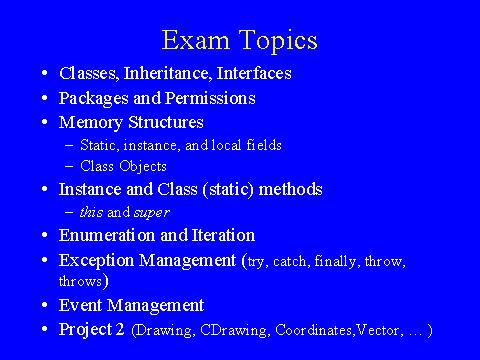 Exam Topics
• Classes, Inheritance, Interfaces
• Packages and Permissions
• Memory Structures
– Static, instance, and local fields
– Class Objects
• Instance and Class (static) methods
– this and super
• Enumeration and Iteration
• Exception Management (try, catch, finally, throw,
throws)
• Event Management
• Project 2 (Drawing, CDrawing, Coordinates,Vector, … )